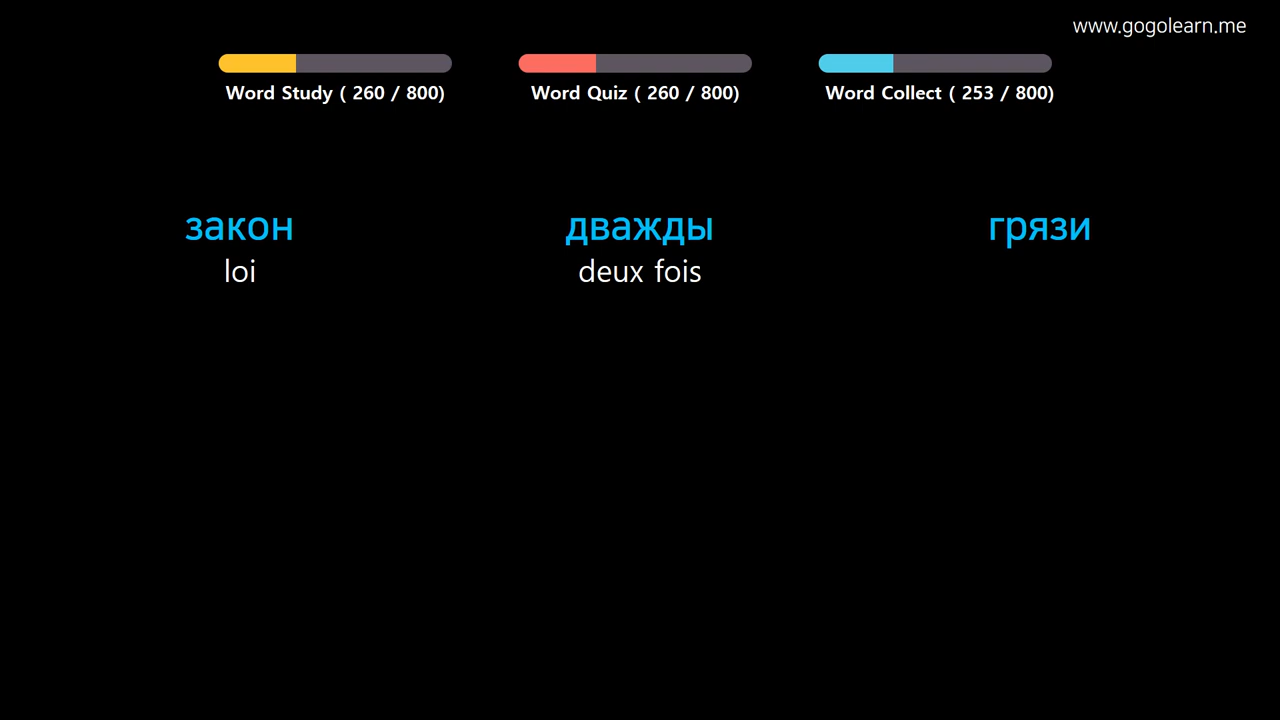 www.gogolearn.me
Word Study ( 260 / 800)
Word Quiz ( 260 / 800)
Word Collect ( 253 / 800)
закон
loi
дважды
deux fois
грязи